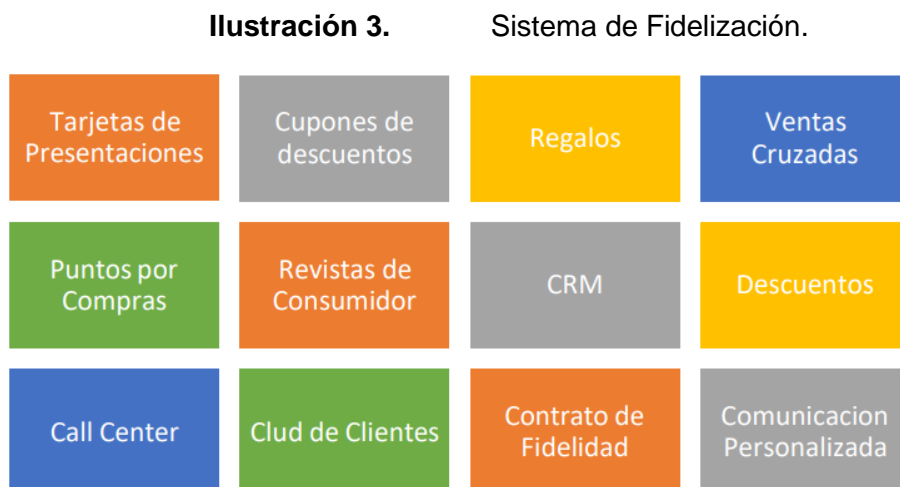 Ilustración 3. Sistema de Fidelización.
Tarjetas de
Presentaciones
Cupones de
descuentos
Regalos
Ventas
Cruzadas
Puntos por
Compras
Revistas de
Consumidor
CRM
Descuentos
Call Center
Clud de Clientes
Contrato de
Fidelidad
Comunicacion
Personalizada